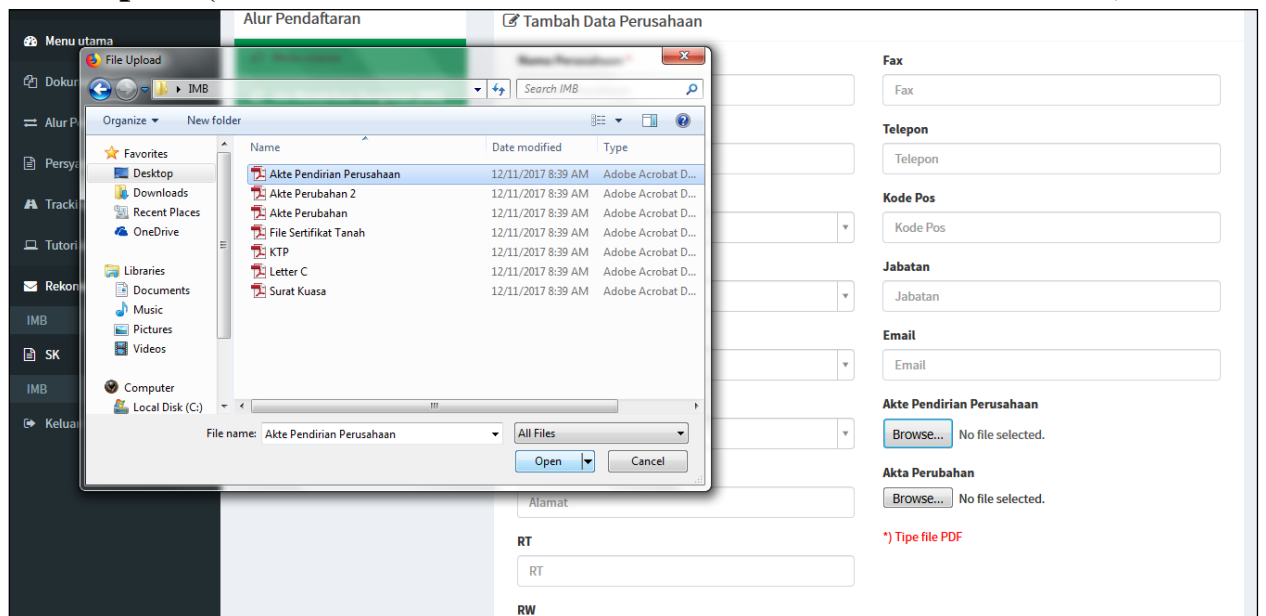 Alur Pendaftaran
Tambah Data Perusahaan
Menu utama
Dokur
Alur P
Persya
Tracki
Tutori
Rekon
IMB
SK
IMB
Keluar
File Upload
IMB
Search IMB
Organize
New folder
Favorites
Desktop
Downloads
Recent Places
OneDrive
Libraries
Documents
Music
Pictures
Videos
Computer
Local Disk (C:)
Name Date modified Type
Akte Pendirian Perusahaan 12/11/2017 8:39 AM Adobe Acrobat D...
Akte Perubahan 2 12/11/2017 8:39 AM Adobe Acrobat D...
Akte Perubahan 12/11/2017 8:39 AM Adobe Acrobat D...
File Sertifikat Tanah 12/11/2017 8:39 AM Adobe Acrobat D...
KTP 12/11/2017 8:39 AM Adobe Acrobat D...
Letter C 12/11/2017 8:39 AM Adobe Acrobat D...
Surat Kuasa 12/11/2017 8:39 AM Adobe Acrobat D...
File name: Akte Pendirian Perusahaan All Files
Open Cancel
Alamat
RT
RT
RW
Fax
Fax
Telepon
Telepon
Kode Pos
Kode Pos
Jabatan
Jabatan
Email
Email
Akte Pendirian Perusahaan
Browse... No file selected.
Akta Perubahan
Browse... No file selected.
*) Tipe file PDF